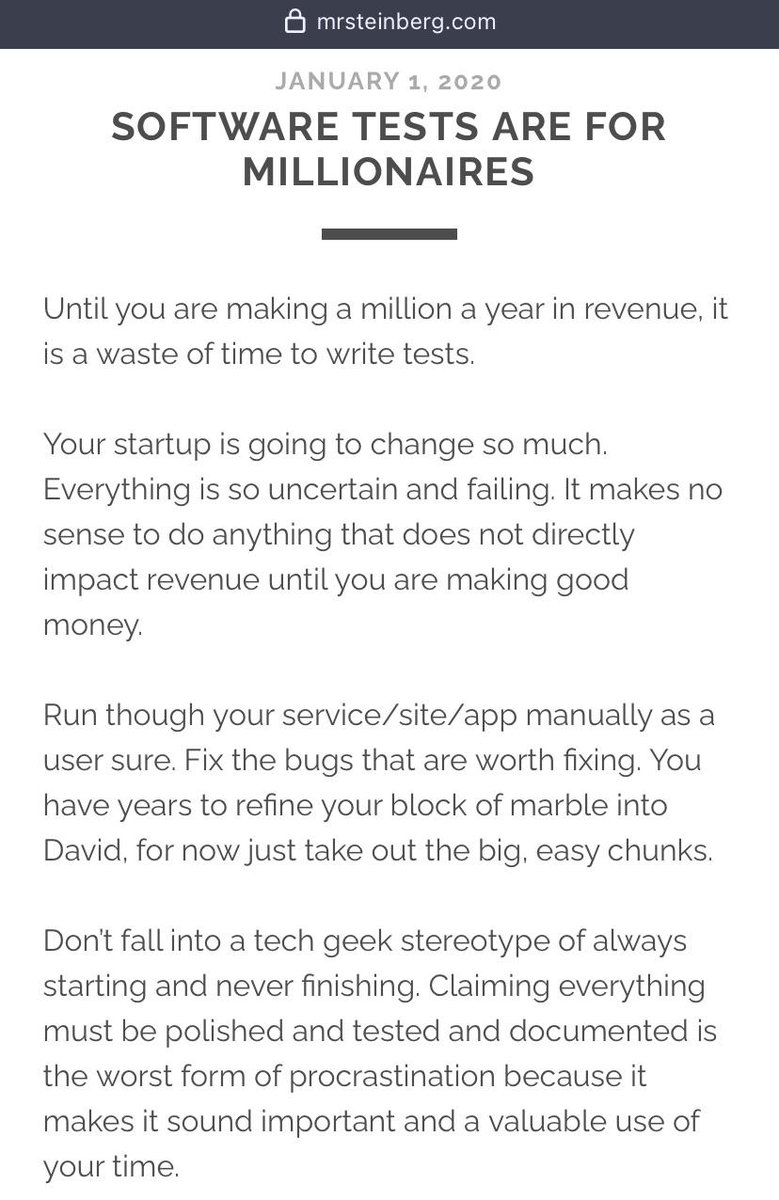 mrsteinberg.com
JANUARY 1, 2020
SOFTWARE TESTS ARE FOR
MILLIONAIRES
Until you are making a million a year in revenue, it
is a waste of time to write tests.
Your startup is going to change so much.
Everything is so uncertain and failing. It makes no
sense to do anything that does not directly
impact revenue until you are making good
money.
Run though your service/site/app manually as a
user sure. Fix the bugs that are worth fixing. You
have years to refine your block of marble into
David, for now just take out the big, easy chunks.
Don’t fall into a tech geek stereotype of always
starting and never finishing. Claiming everything
must be polished and tested and documented is
the worst form of procrastination because it
makes it sound important and a valuable use of
your time.